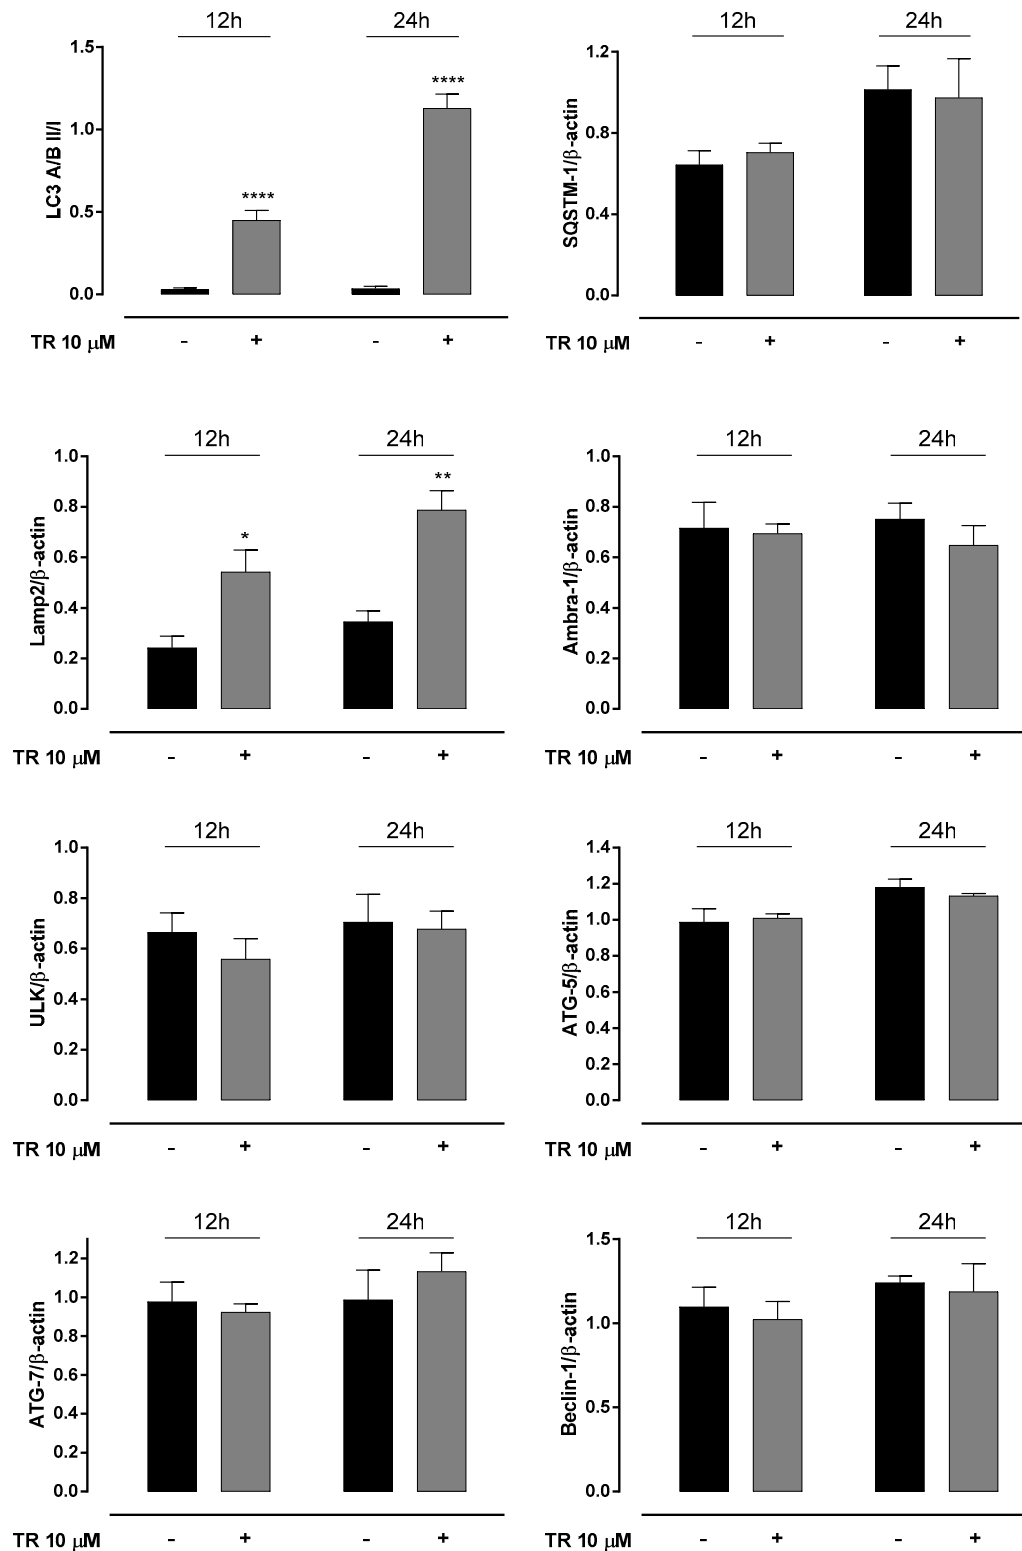 12h 24h
1.5
1.0
0.5
0.0
LC3 A/B II/I
****
****
TR 10 μM - + - +
12h 24h
1.2
0.8
0.4
0.0
SQSTM-1/β-actin
TR 10 μM - + - +
12h 24h
1.0
0.8
0.6
0.4
0.2
0.0
Lamp2/β-actin
*
**
TR 10 μM - + - +
12h 24h
1.0
0.8
0.6
0.4
0.2
0.0
Ambra-1/β-actin
TR 10 μM - + - +
12h 24h
1.0
0.8
0.6
0.4
0.2
0.0
ULK/β-actin
TR 10 μM - + - +
12h 24h
1.4
1.2
1.0
0.8
0.6
0.4
0.2
0.0
ATG-5/β-actin
TR 10 μM - + - +
12h 24h
1.2
1.0
0.8
0.6
0.4
0.2
0.0
ATG-7/β-actin
TR 10 μM - + - +
12h 24h
1.5
1.0
0.5
0.0
Beclin-1/β-actin
TR 10 μM - + - +